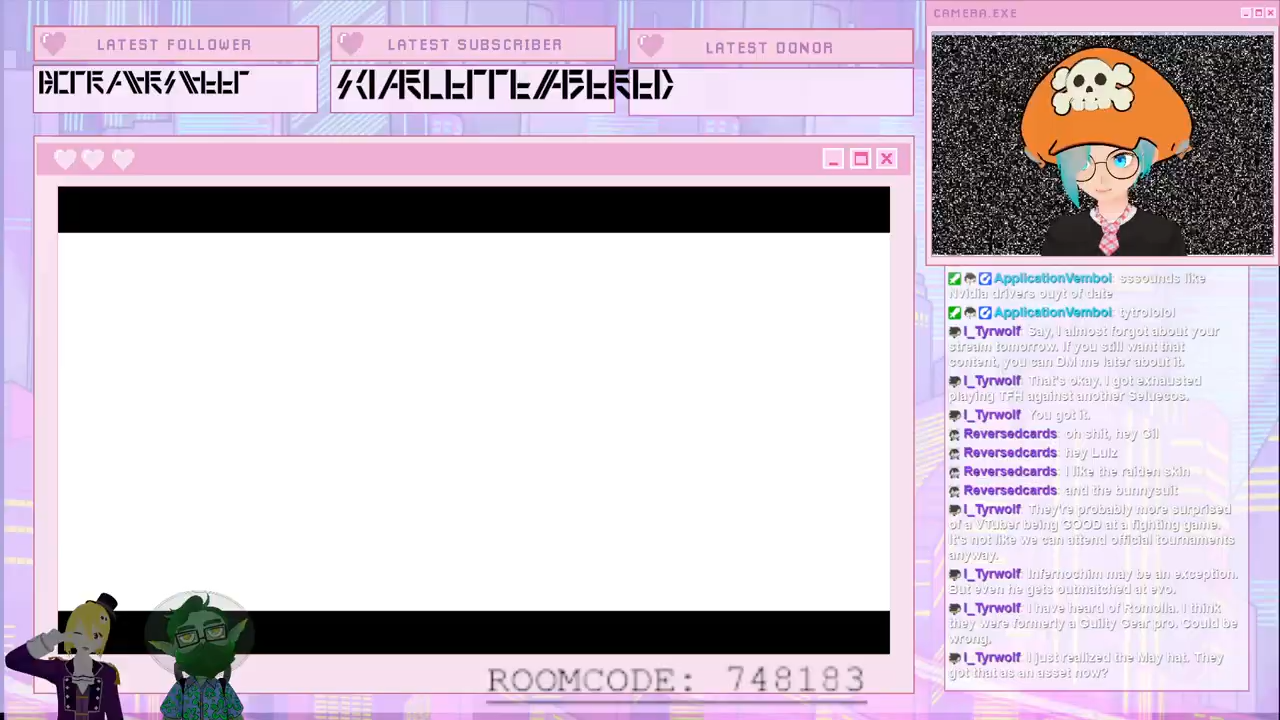 LATEST FOLLOWER
LATEST SUBSCRIBER
LATEST DONOR
CAMERA.EXE
ApplicationVemboi: sssounds like
Nvidia drivers ouyt of date
ApplicationVemboi: tytrololol
I_Tyrwolf: Say, I almost forgot about your
stream tomorrow. If you still want that
content, you can DM me later about it.
I_Tyrwolf: That's okay. I got exhausted
playing TFH against another Seluecos.
I_Tyrwolf: You got it.
Reversedcards: oh shit, hey Gil
Reversedcards: hey Lulz
Reversedcards: I like the raiden skin
Reversedcards: and the bunnysuit
I_Tyrwolf: They're probably more surprised
of a VTuber being GOOD at a fighting game.
It's not like we can attend official tournaments
anyway.
I_Tyrwolf: Infernochim may be an exception.
But even he gets outmatched at evo.
I_Tyrwolf: I have heard of Romolla. I think
they were formerly a Guilty Gear pro. Could be
wrong.
I_Tyrwolf: I just realized the May hat. They
got that as an asset now?
ROOMCODE: 748183